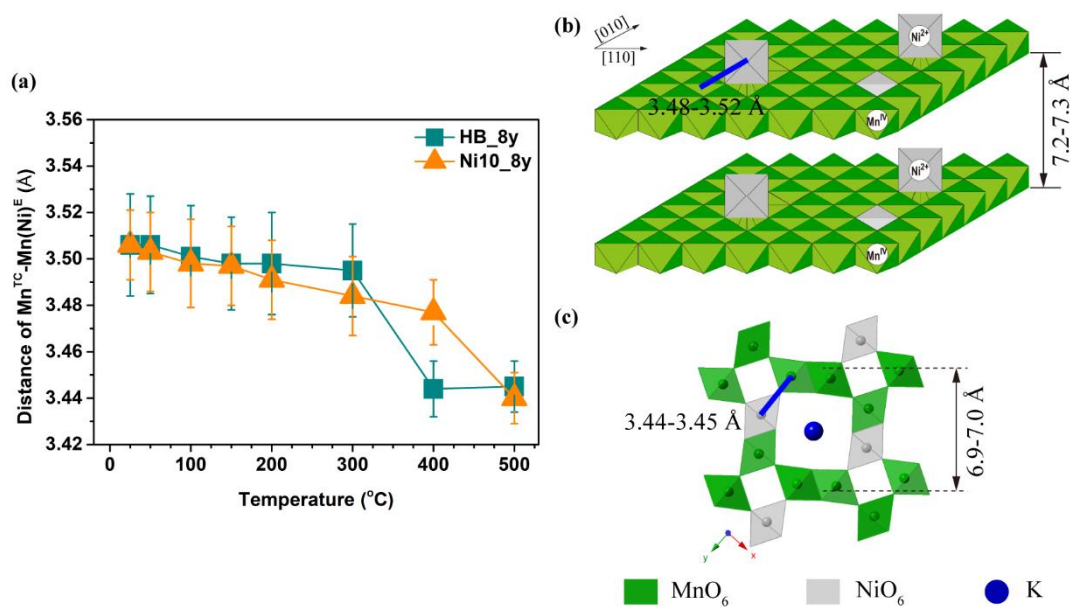 (a)
3.56
3.54
3.52
3.50
3.48
3.46
3.44
3.42
Distance of Mn^TC-Mn(Ni)^E (Å)
HB_8y
Ni10_8y
0
100
200
300
400
500
Temperature (°C)
(b)
[010]
[110]
Ni²⁺
3.48-3.52 Å
Mn^IV
7.2-7.3 Å
Ni²⁺
Mn^IV
(c)
3.44-3.45 Å
6.9-7.0 Å
y
x
MnO₆
NiO₆
K